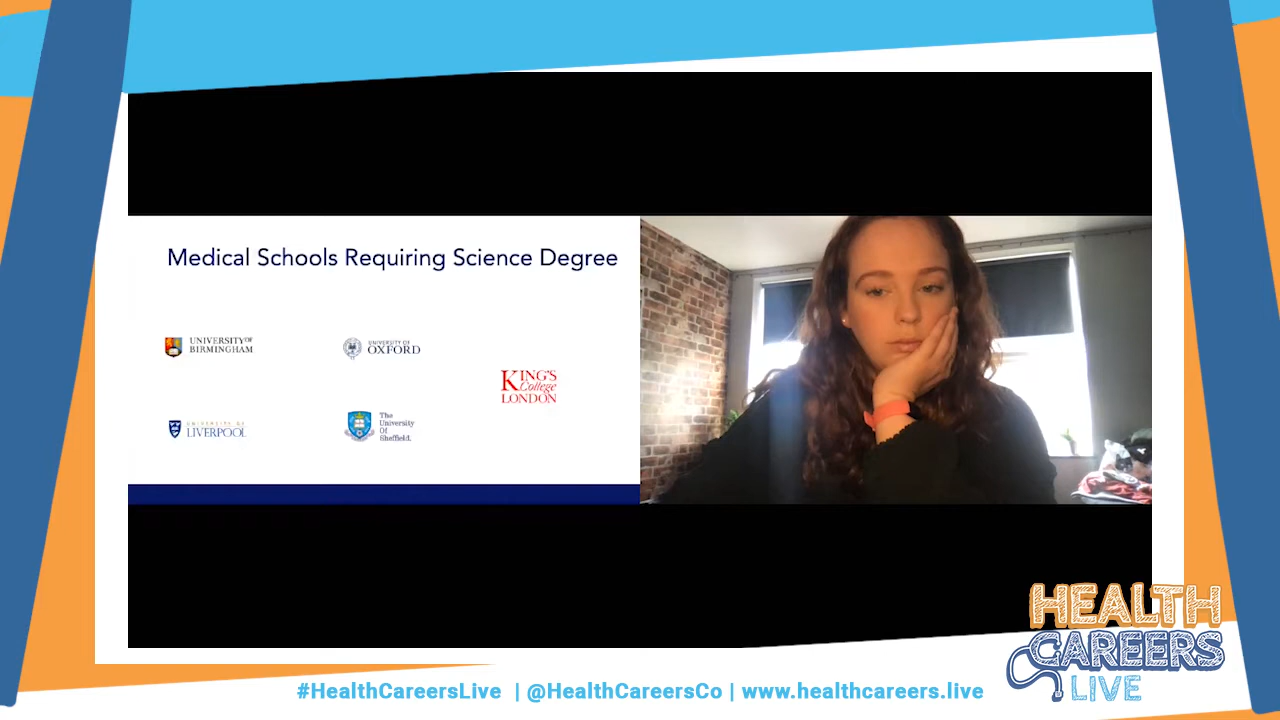 Medical Schools Requiring Science Degree
UNIVERSITY OF
BIRMINGHAM
UNIVERSITY OF
OXFORD
KING'S
College
LONDON
UNIVERSITY OF
LIVERPOOL
The
University
Of
Sheffield.
HEALTH
CAREERS
LIVE
#HealthCareersLive | @HealthCareersCo | www.healthcareers.live